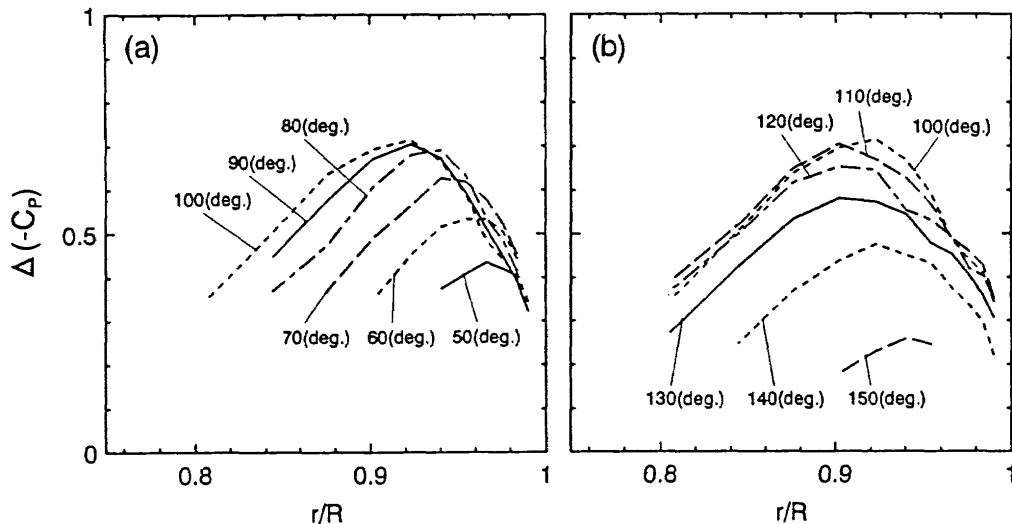 (a)
(b)
1
0.5
0
Δ(-Cp)
80(deg.)
90(deg.)
100(deg.)
70(deg.)
60(deg.)
50(deg.)
110(deg.)
120(deg.)
100(deg.)
130(deg.)
140(deg.)
150(deg.)
0.8
0.9
1
0.8
0.9
1
r/R
r/R